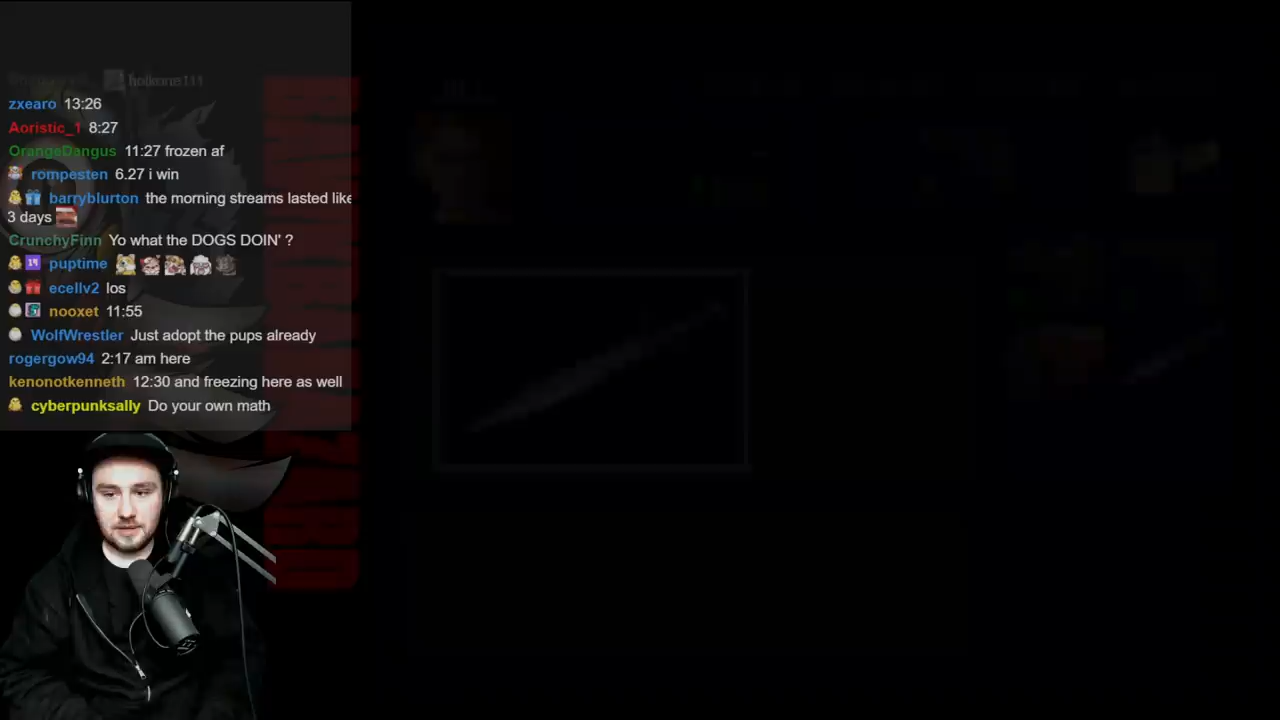 holkone111
zxearo 13:26
Aoristic_1 8:27
OrangeDangus 11:27 frozen af
rompesten 6.27 i win
barryblurton the morning streams lasted like
3 days
CrunchyFinn Yo what the DOGS DOIN' ?
puptime
ecellv2 los
nooxet 11:55
WolfWrestler Just adopt the pups already
rogergow94 2:17 am here
kenonotkenneth 12:30 and freezing here as well
cyberpunksally Do your own math